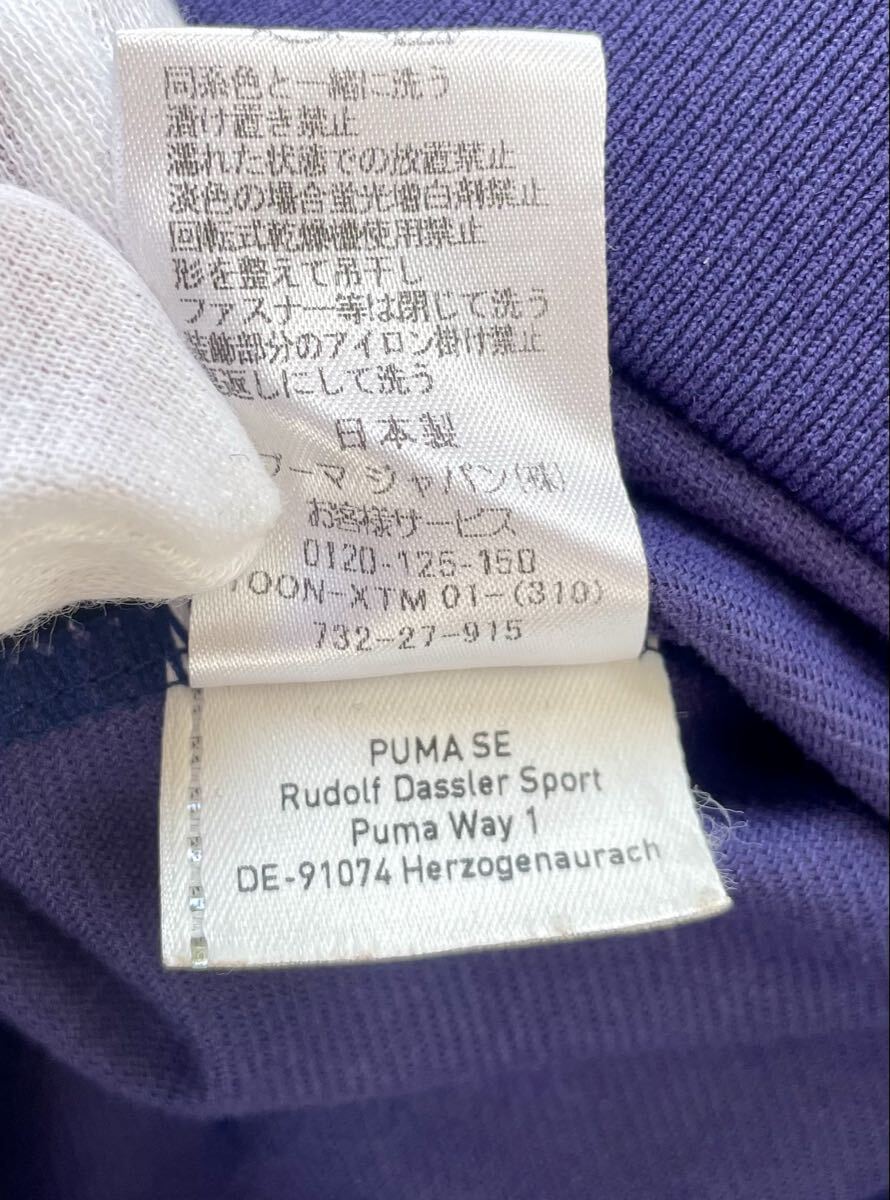 同系色と一緒に洗う
漬け置き禁止
濡れた状態での放置禁止
淡色の場合蛍光増白剤禁止
回転式乾燥機使用禁止
形を整えて吊干し
ファスナー等は閉じて洗う
装飾部分のアイロン掛け禁止
返しにして洗う
日本製
プーマ ジャパン(株)
お客様サービス
0120-125-150
TOON-XTM 01-(310)
732-27-915
PUMA SE
Rudolf Dassler Sport
Puma Way 1
DE-91074 Herzogenaurach